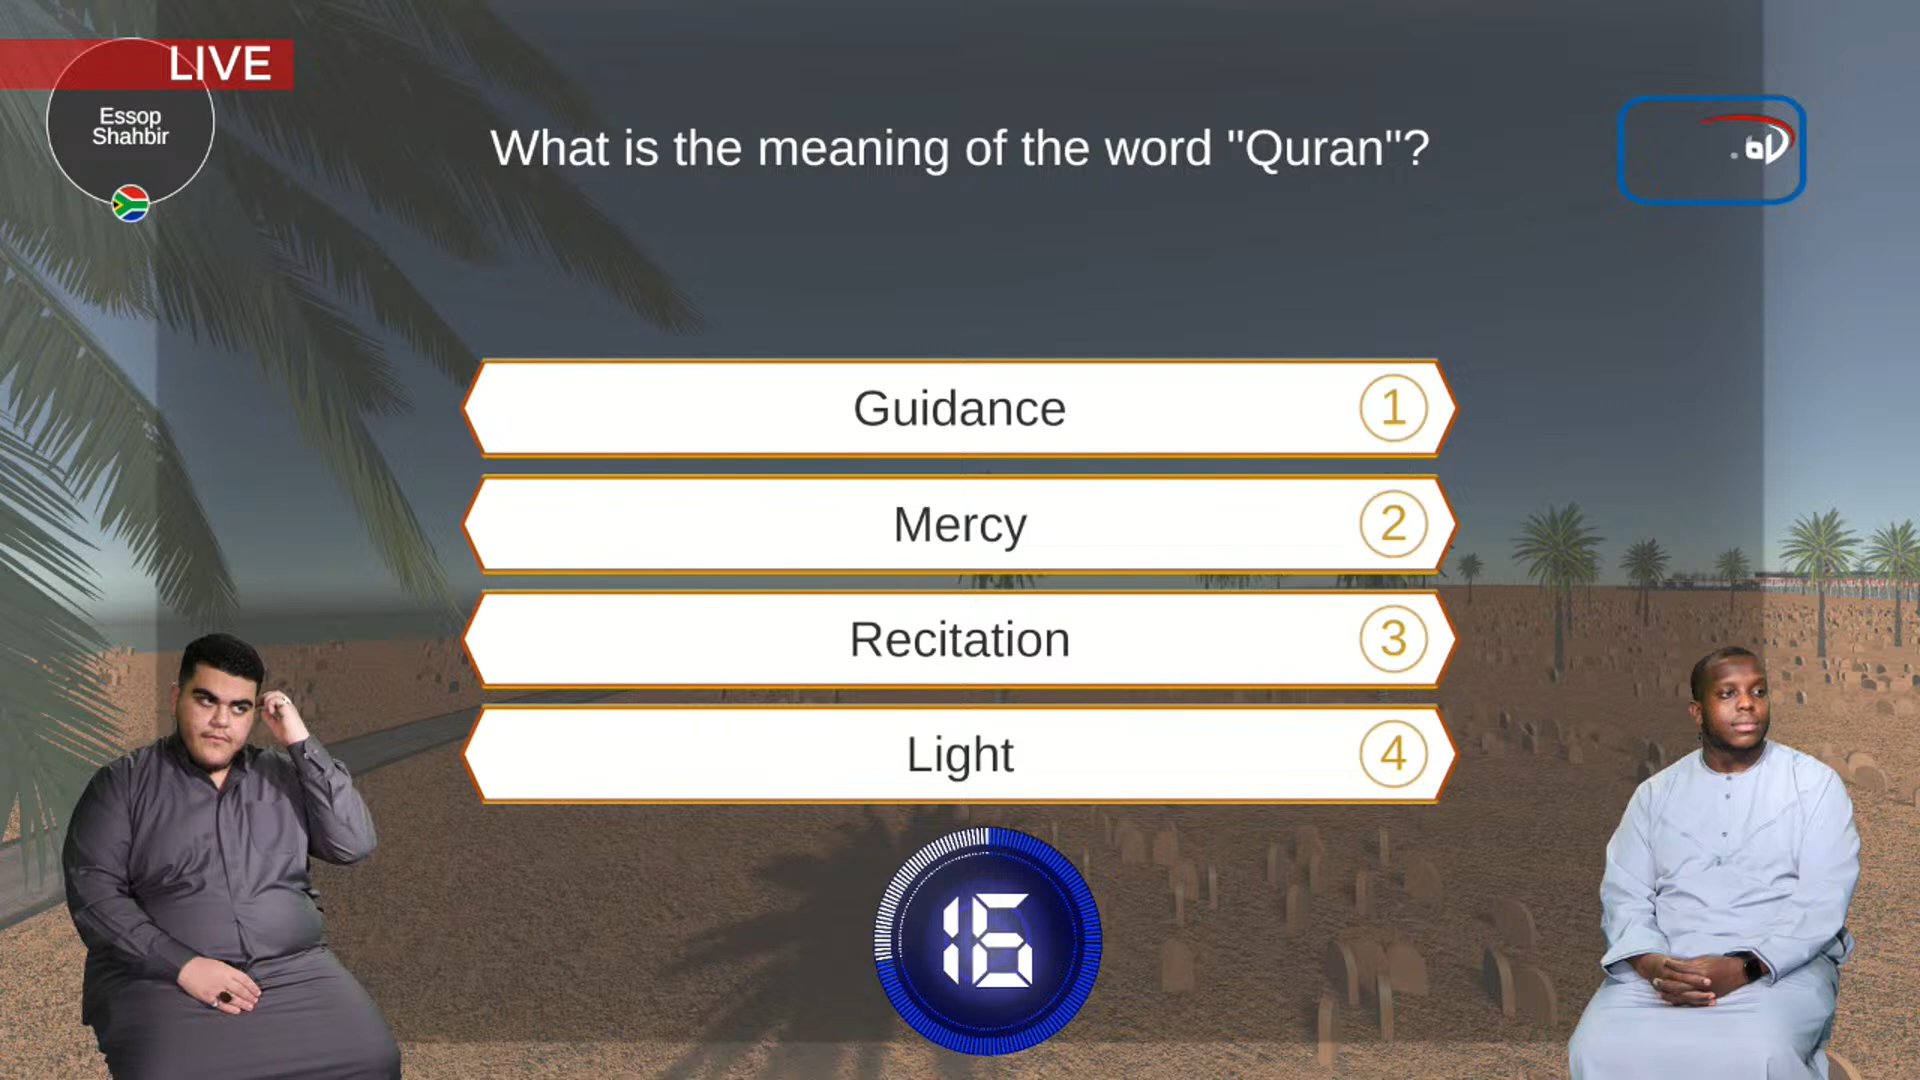 LIVE
Essop
Shahbir
What is the meaning of the word "Quran"?
Guidance 1
Mercy 2
Recitation 3
Light 4
16